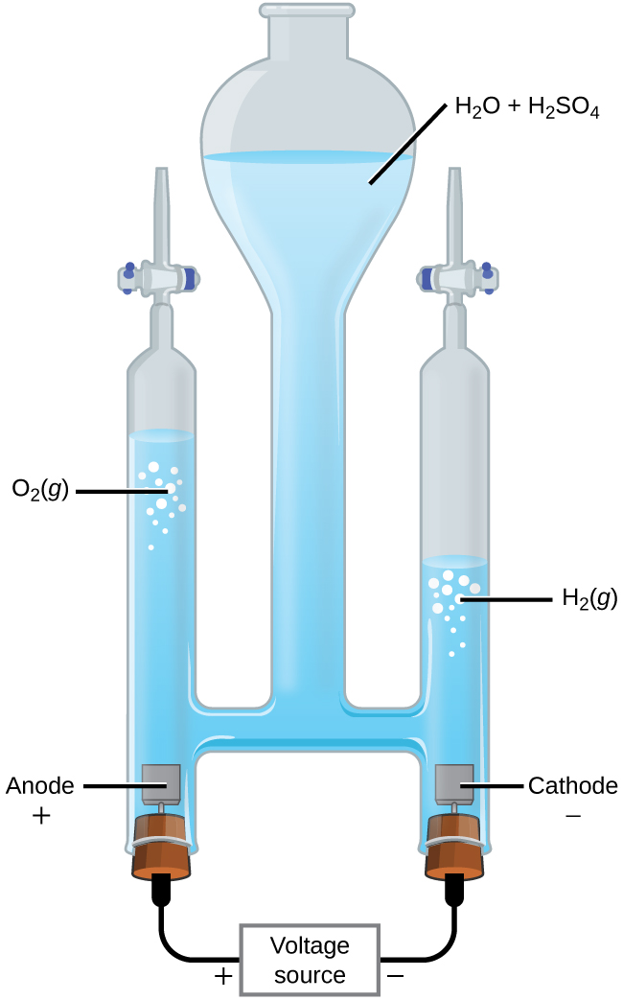 H₂O + H₂SO₄
O₂(g)
H₂(g)
Anode
+
Cathode
−
Voltage
source
+
−